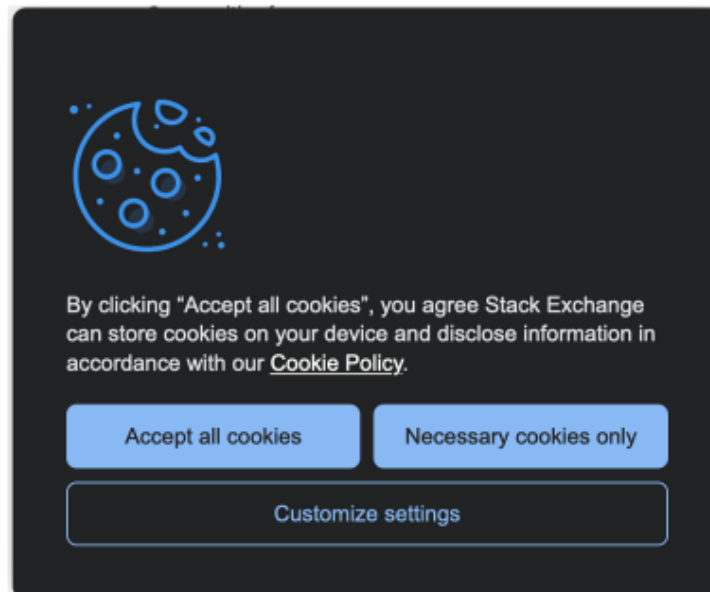 By clicking “Accept all cookies”, you agree Stack Exchange
can store cookies on your device and disclose information in
accordance with our Cookie Policy.
Accept all cookies
Necessary cookies only
Customize settings